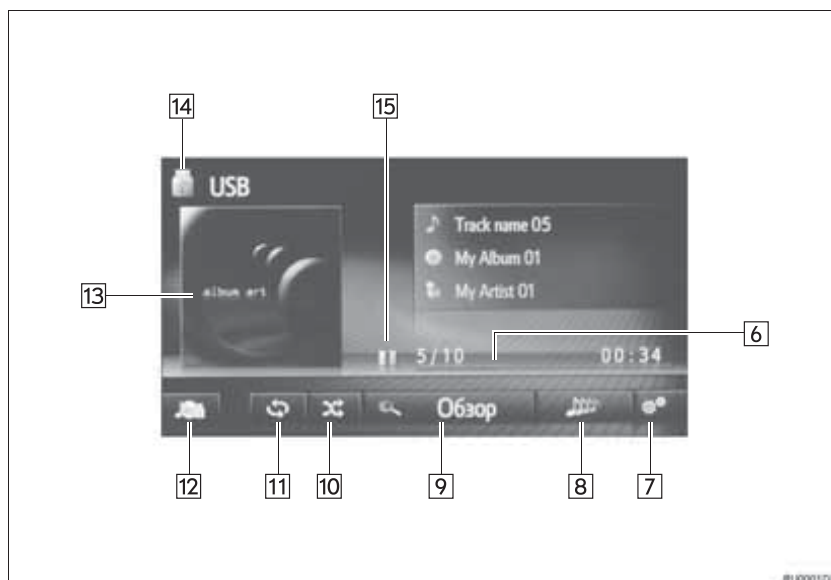 14
15
USB
Track name 05
My Album 01
My Artist 01
album art
13
6
5/10
00:34
Обзор
12
11
10
9
8
7